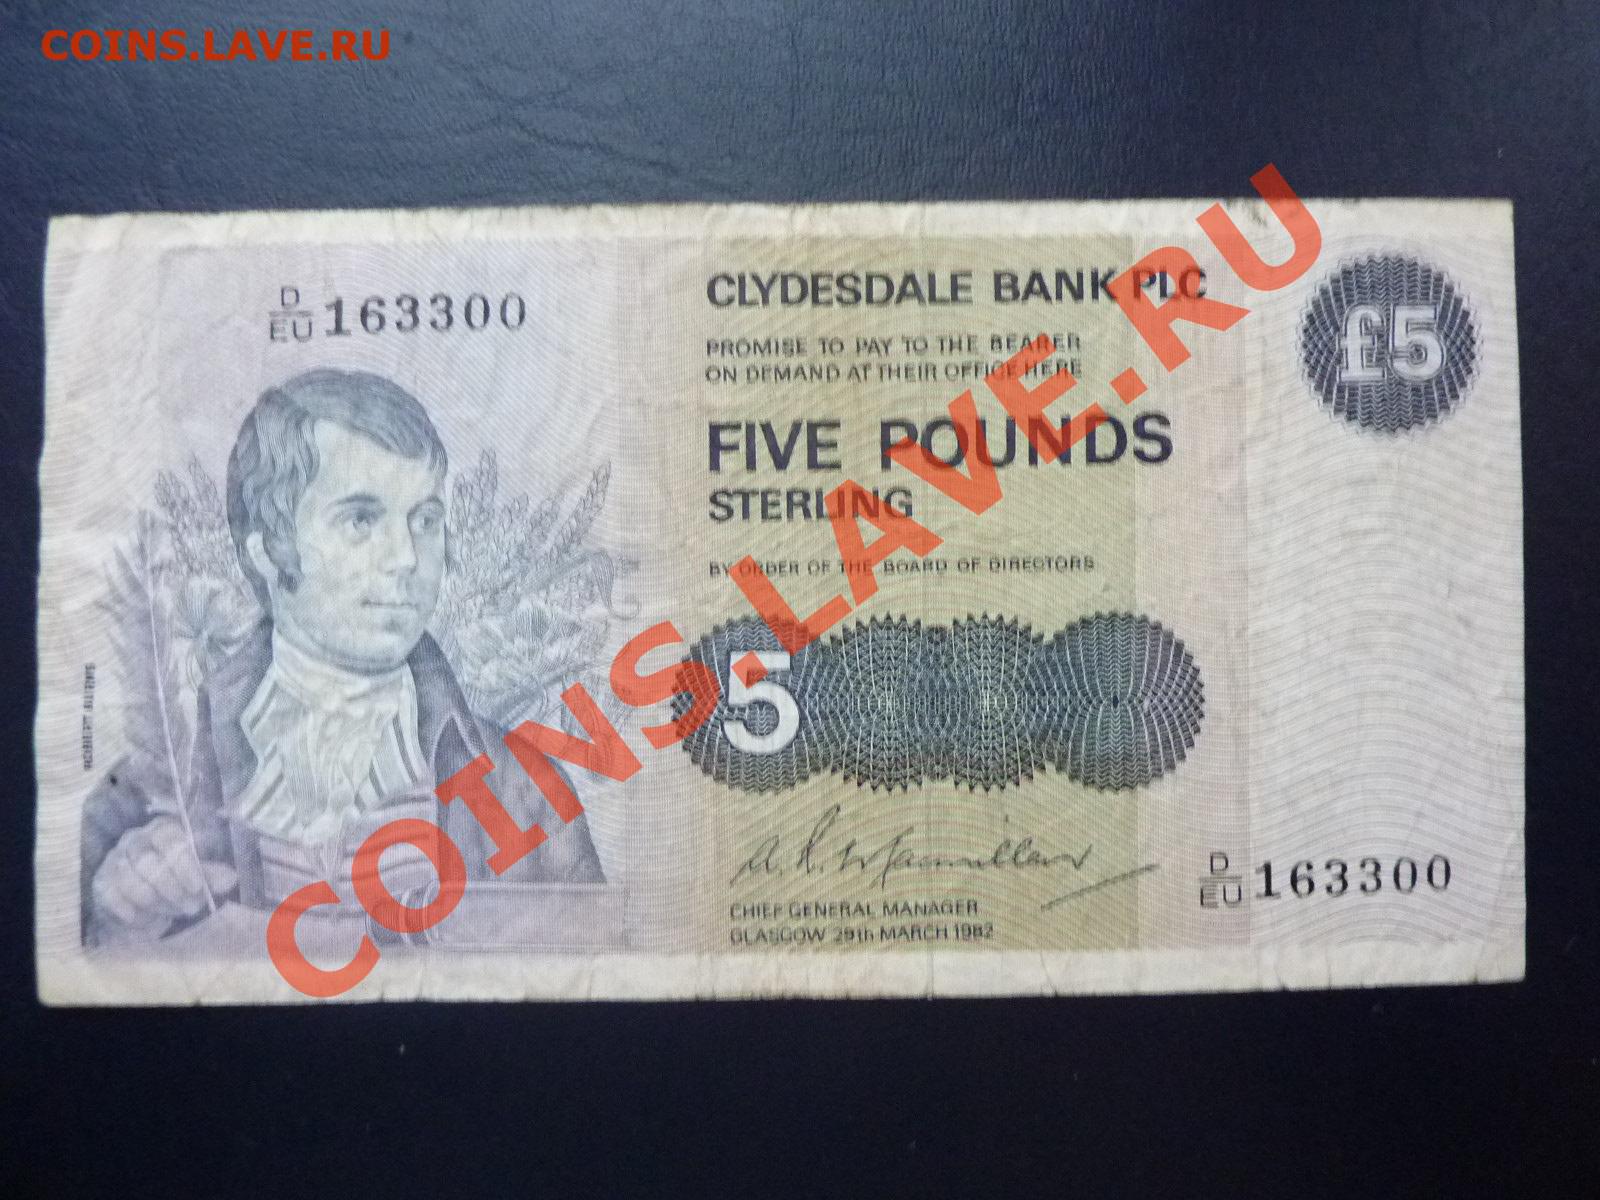 COINS.LAVE.RU
D
EU 163300
CLYDESDALE BANK PLC
PROMISE TO PAY TO THE BEARER
ON DEMAND AT THEIR OFFICE HERE
£5
FIVE POUNDS
STERLING
BY ORDER OF THE BOARD OF DIRECTORS
5
COINS.LAVE.RU
CHIEF GENERAL MANAGER
GLASGOW 29th MARCH 1982
D
EU 163300